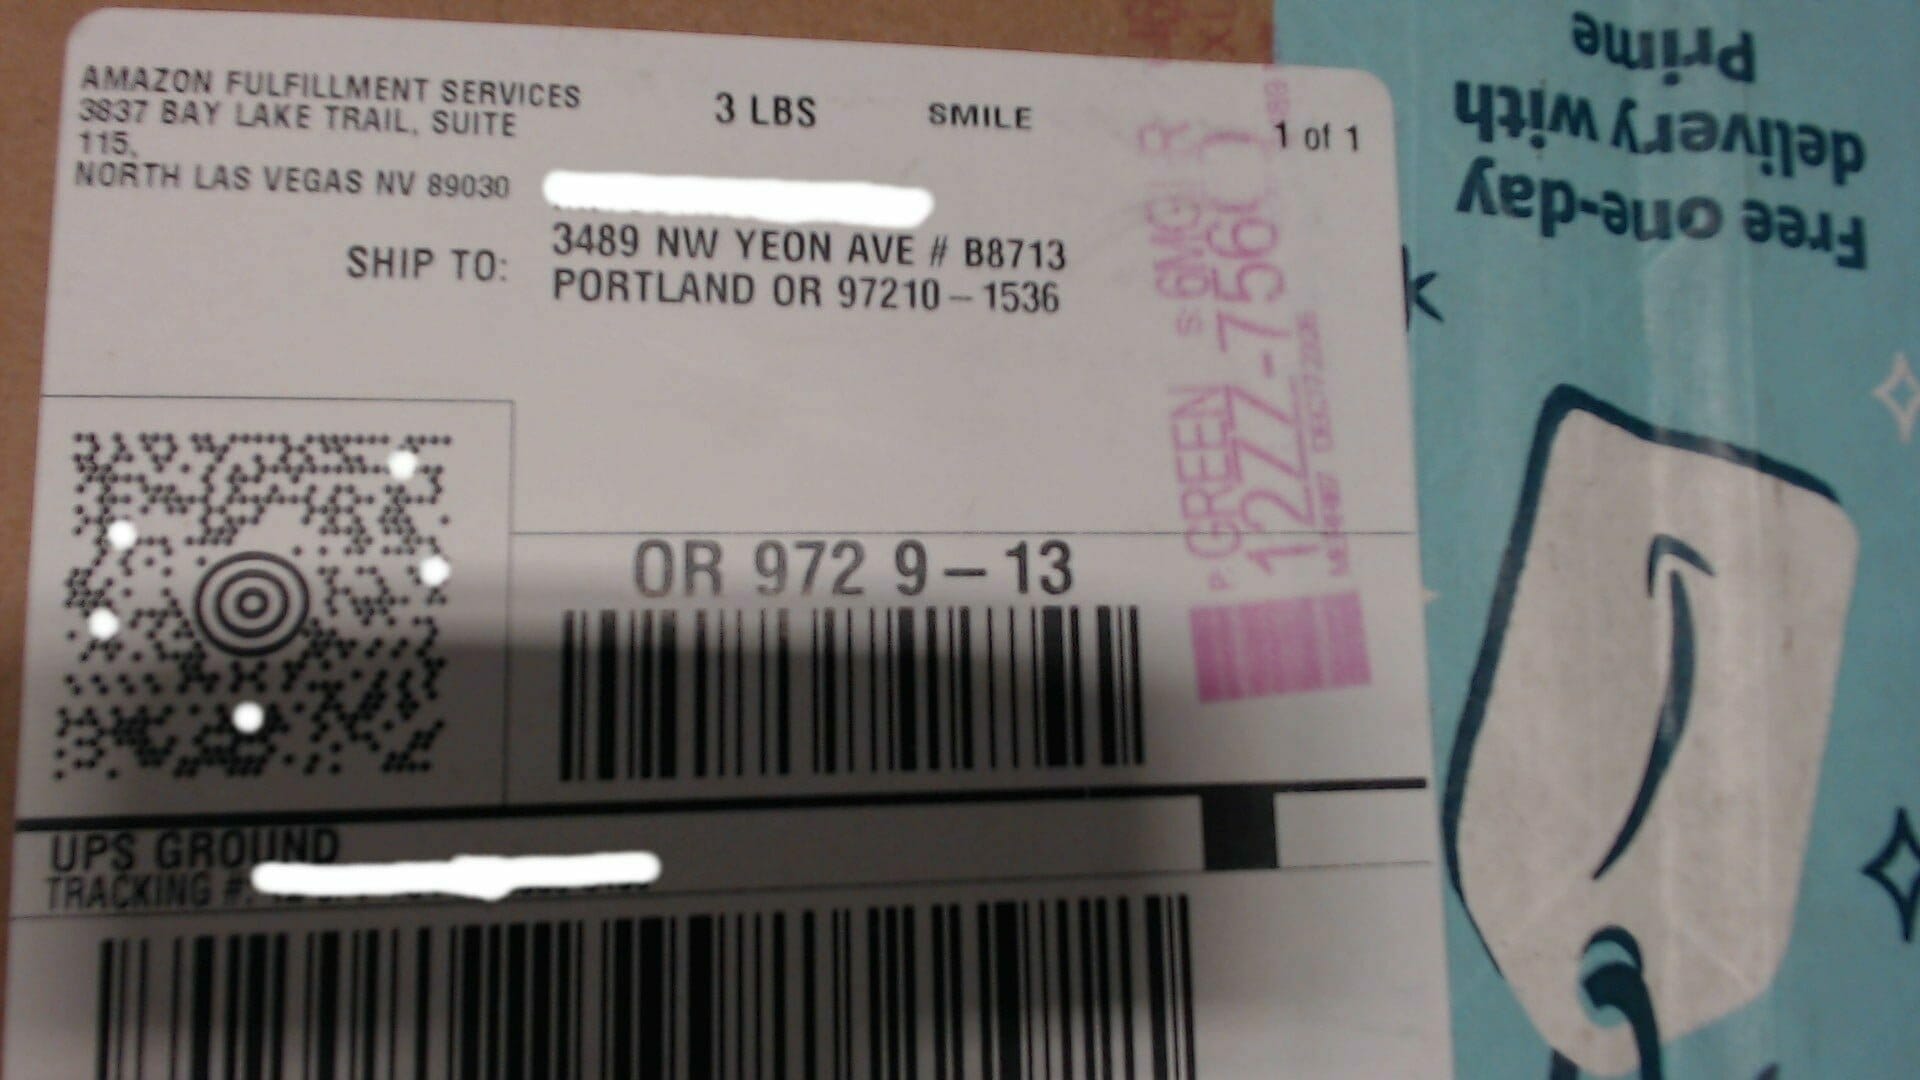 AMAZON FULFILLMENT SERVICES
3837 BAY LAKE TRAIL, SUITE
115,
NORTH LAS VEGAS NV 89030
3 LBS
SMILE
1 of 1
SHIP TO:
3489 NW YEON AVE # B8713
PORTLAND OR 97210-1536
P: GREEN S:
OR 972 9-13
UPS GROUND
TRACKING #:
Free one-day
delivery with
Prime